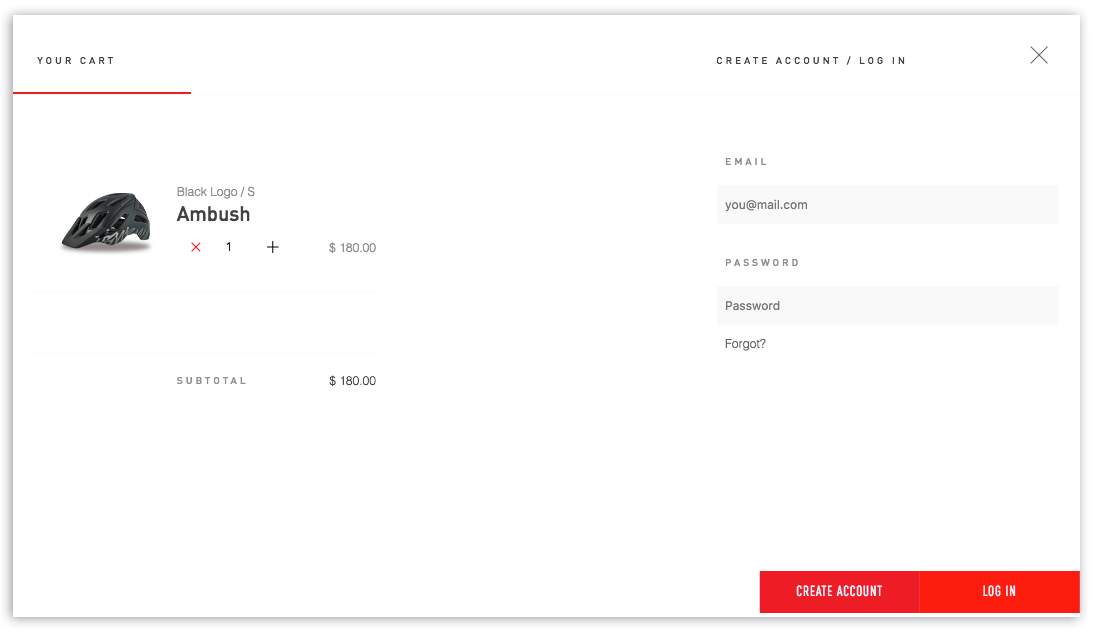 YOUR CART
CREATE ACCOUNT / LOG IN
Black Logo / S
Ambush
1
$ 180.00
SUBTOTAL
$ 180.00
EMAIL
you@mail.com
PASSWORD
Password
Forgot?
CREATE ACCOUNT
LOG IN